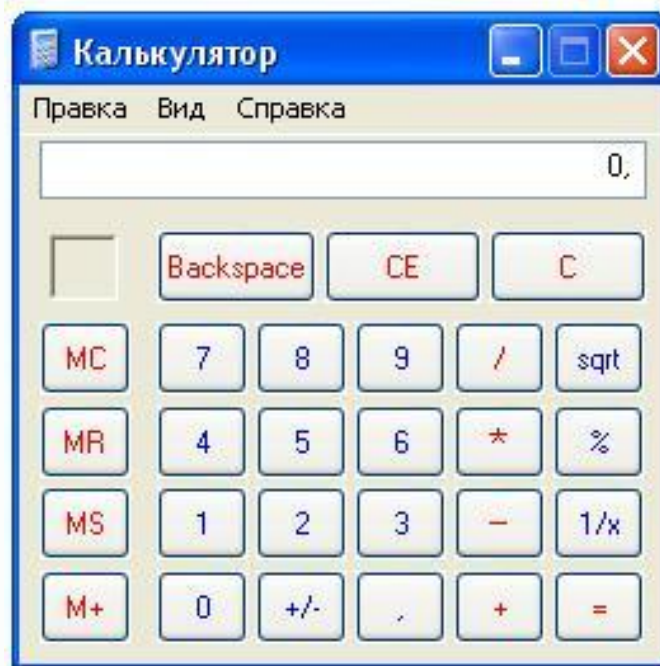 Калькулятор
Правка Вид Справка
0,
Backspace CE C
MC 7 8 9 / sqrt
MR 4 5 6 * %
MS 1 2 3 − 1/x
M+ 0 +/- , + =